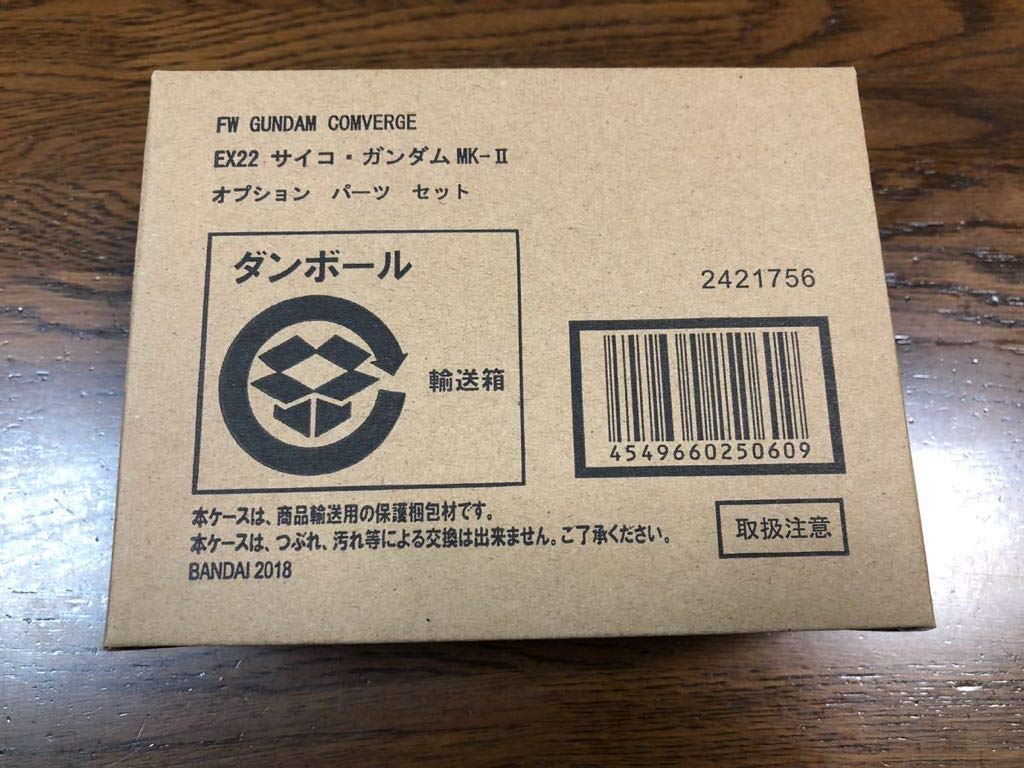 FW GUNDAM COMVERGE
EX22 サイコ・ガンダム MK-Ⅱ
オプション パーツ セット
ダンボール
輸送箱
2421756
4549660250609
取扱注意
本ケースは、商品輸送用の保護梱包材です。
本ケースは、つぶれ、汚れ等による交換は出来ません。ご了承ください。
BANDAI 2018